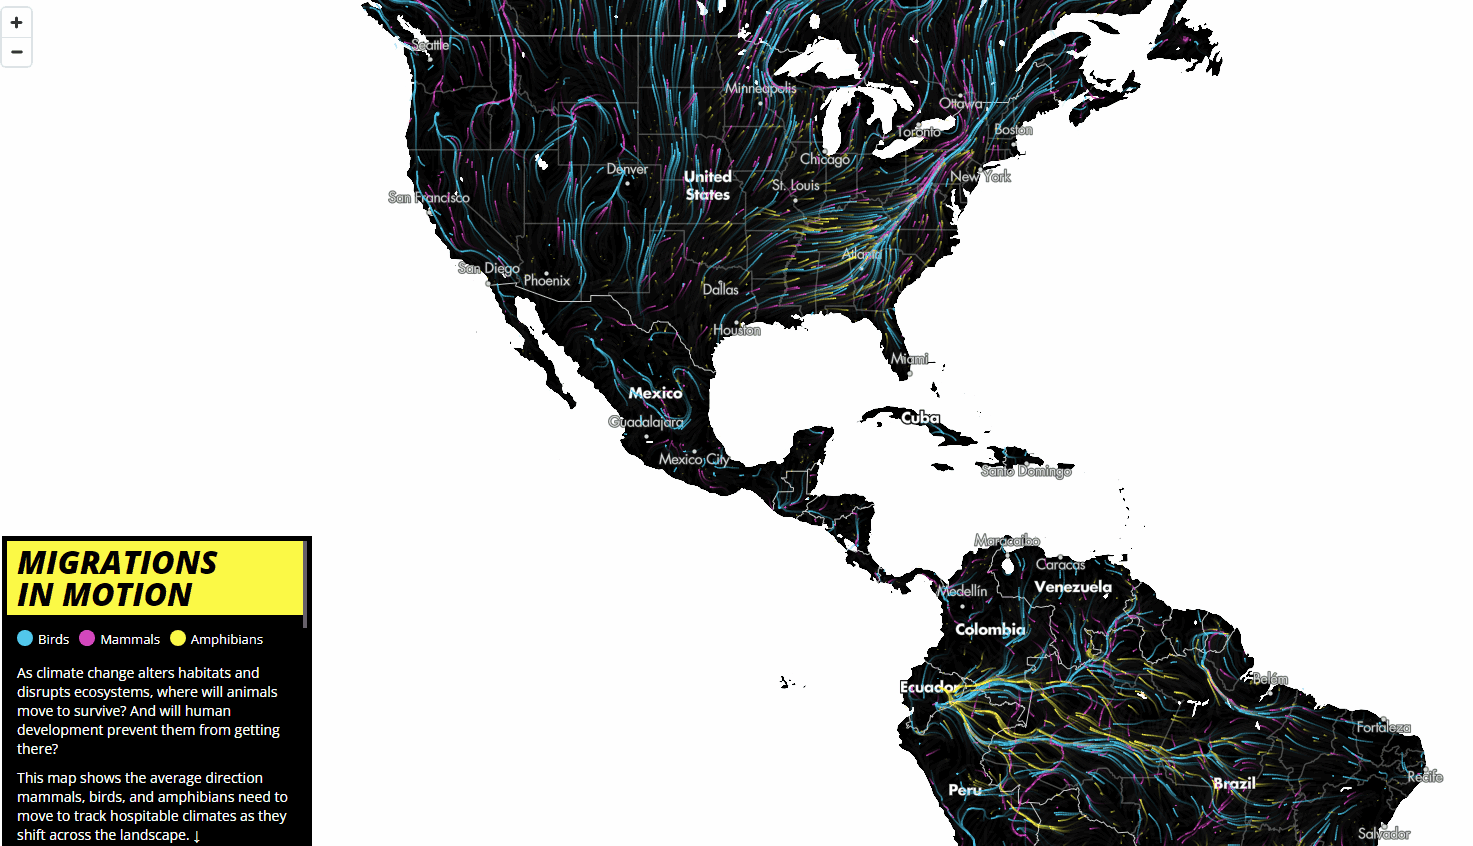 +
−
Seattle
Minneapolis
Ottawa
Toronto
Boston
Chicago
Denver
United
States
St. Louis
New York
San Francisco
Atlanta
San Diego
Phoenix
Dallas
Houston
Miami
Mexico
Guadalajara
Cuba
Mexico City
Santo Domingo
Maracaibo
Caracas
Medellín
Venezuela
Colombia
Ecuador
Belém
Fortaleza
Peru
Brazil
Recife
Salvador
MIGRATIONS
IN MOTION
Birds Mammals Amphibians
As climate change alters habitats and
disrupts ecosystems, where will animals
move to survive? And will human
development prevent them from getting
there?
This map shows the average direction
mammals, birds, and amphibians need to
move to track hospitable climates as they
shift across the landscape. ↓